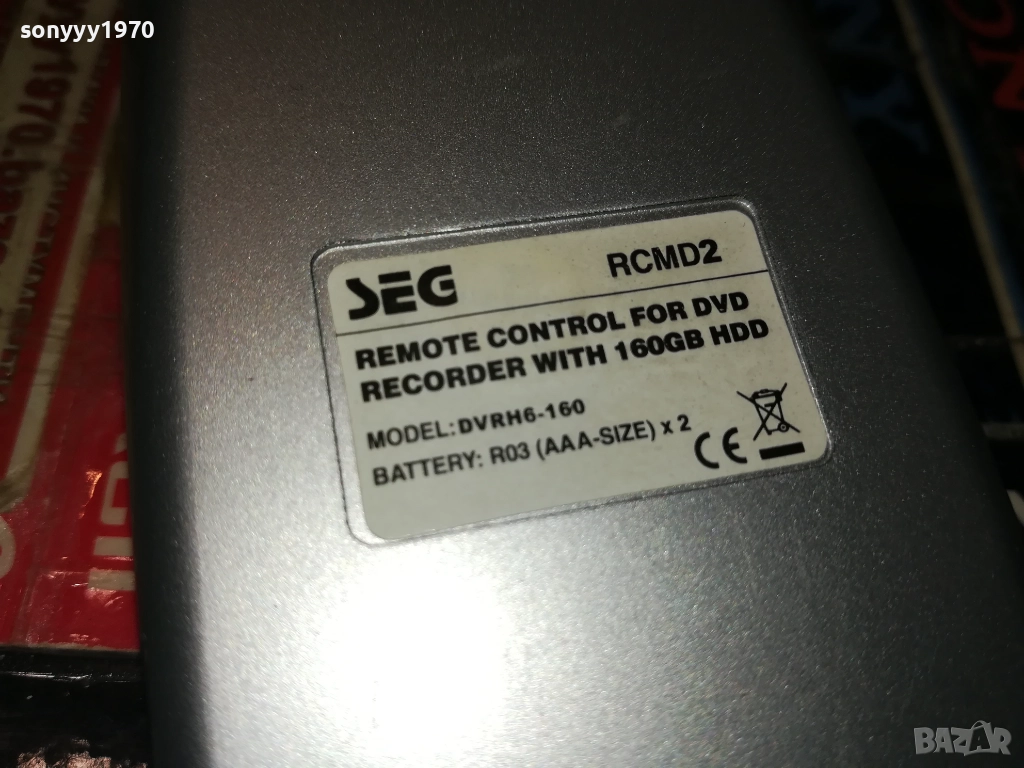 sonyyy1970
SEG
RCMD2
REMOTE CONTROL FOR DVD
RECORDER WITH 160GB HDD
MODEL: DVRH6-160
BATTERY: R03 (AAA-SIZE) x 2
CE
BAZAR